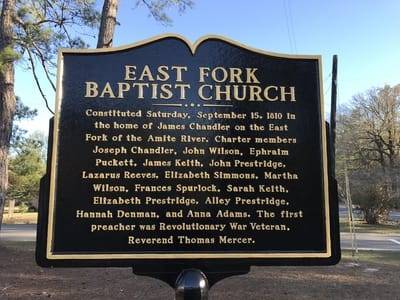 EAST FORK
BAPTIST CHURCH
Constituted Saturday, September 15, 1810 in
the home of James Chandler on the East
Fork of the Amite River. Charter members
Joseph Chandler, John Wilson, Ephraim
Puckett, James Keith, John Prestridge,
Lazarus Reeves, Elizabeth Simmons, Martha
Wilson, Frances Spurlock, Sarah Keith,
Elizabeth Prestridge, Alley Prestridge,
Hannah Denman, and Anna Adams. The first
preacher was Revolutionary War Veteran,
Reverend Thomas Mercer.